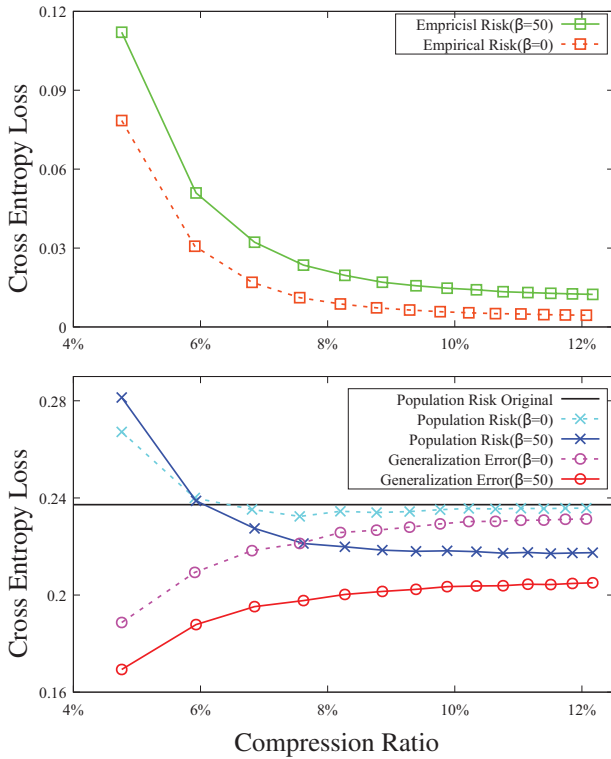 0.12
0.09
0.06
0.03
0
Cross Entropy Loss
Empiricisl Risk(β=50)
Empirical Risk(β=0)
4% 6% 8% 10% 12%
0.28
0.24
0.2
0.16
Cross Entropy Loss
Population Risk Original
Population Risk(β=0)
Population Risk(β=50)
Generalization Error(β=0)
Generalization Error(β=50)
4% 6% 8% 10% 12%
Compression Ratio